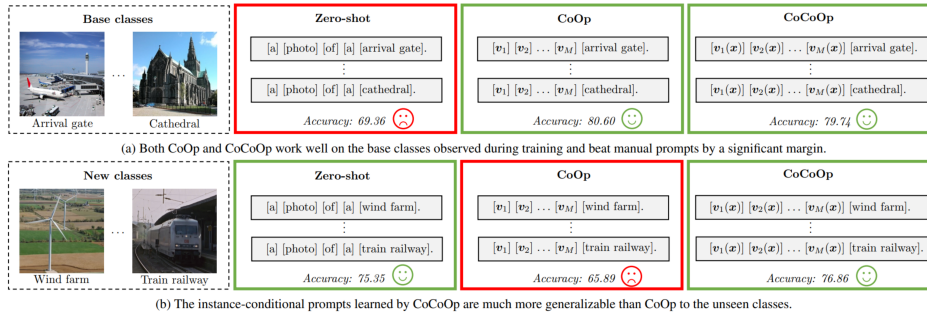 Base classes
Arrival gate
...
Cathedral
Zero-shot
[a] [photo] [of] [a] [arrival gate].
⋮
[a] [photo] [of] [a] [cathedral].
Accuracy: 69.36
CoOp
[v1] [v2] ... [vM] [arrival gate].
⋮
[v1] [v2] ... [vM] [cathedral].
Accuracy: 80.60
CoCoOp
[v1(x)] [v2(x)] ... [vM(x)] [arrival gate].
⋮
[v1(x)] [v2(x)] ... [vM(x)] [cathedral].
Accuracy: 79.74
(a) Both CoOp and CoCoOp work well on the base classes observed during training and beat manual prompts by a significant margin.
New classes
Wind farm
...
Train railway
Zero-shot
[a] [photo] [of] [a] [wind farm].
⋮
[a] [photo] [of] [a] [train railway].
Accuracy: 75.35
CoOp
[v1] [v2] ... [vM] [wind farm].
⋮
[v1] [v2] ... [vM] [train railway].
Accuracy: 65.89
CoCoOp
[v1(x)] [v2(x)] ... [vM(x)] [wind farm].
⋮
[v1(x)] [v2(x)] ... [vM(x)] [train railway].
Accuracy: 76.86
(b) The instance-conditional prompts learned by CoCoOp are much more generalizable than CoOp to the unseen classes.